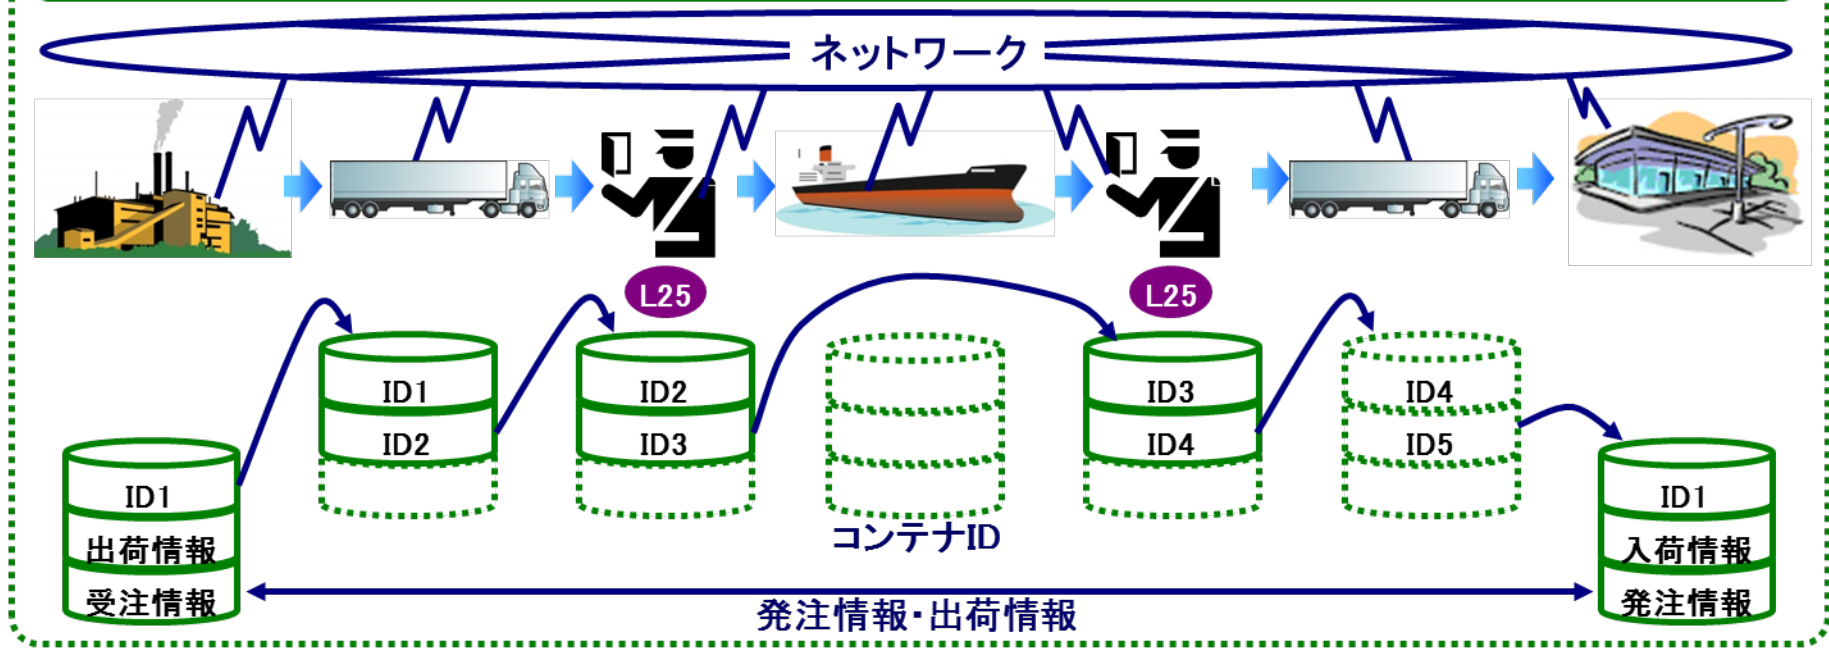 ネットワーク
L25
L25
ID1
ID2
ID2
ID3
ID3
ID4
ID4
ID5
ID1
出荷情報
受注情報
ID1
入荷情報
発注情報
コンテナID
発注情報・出荷情報